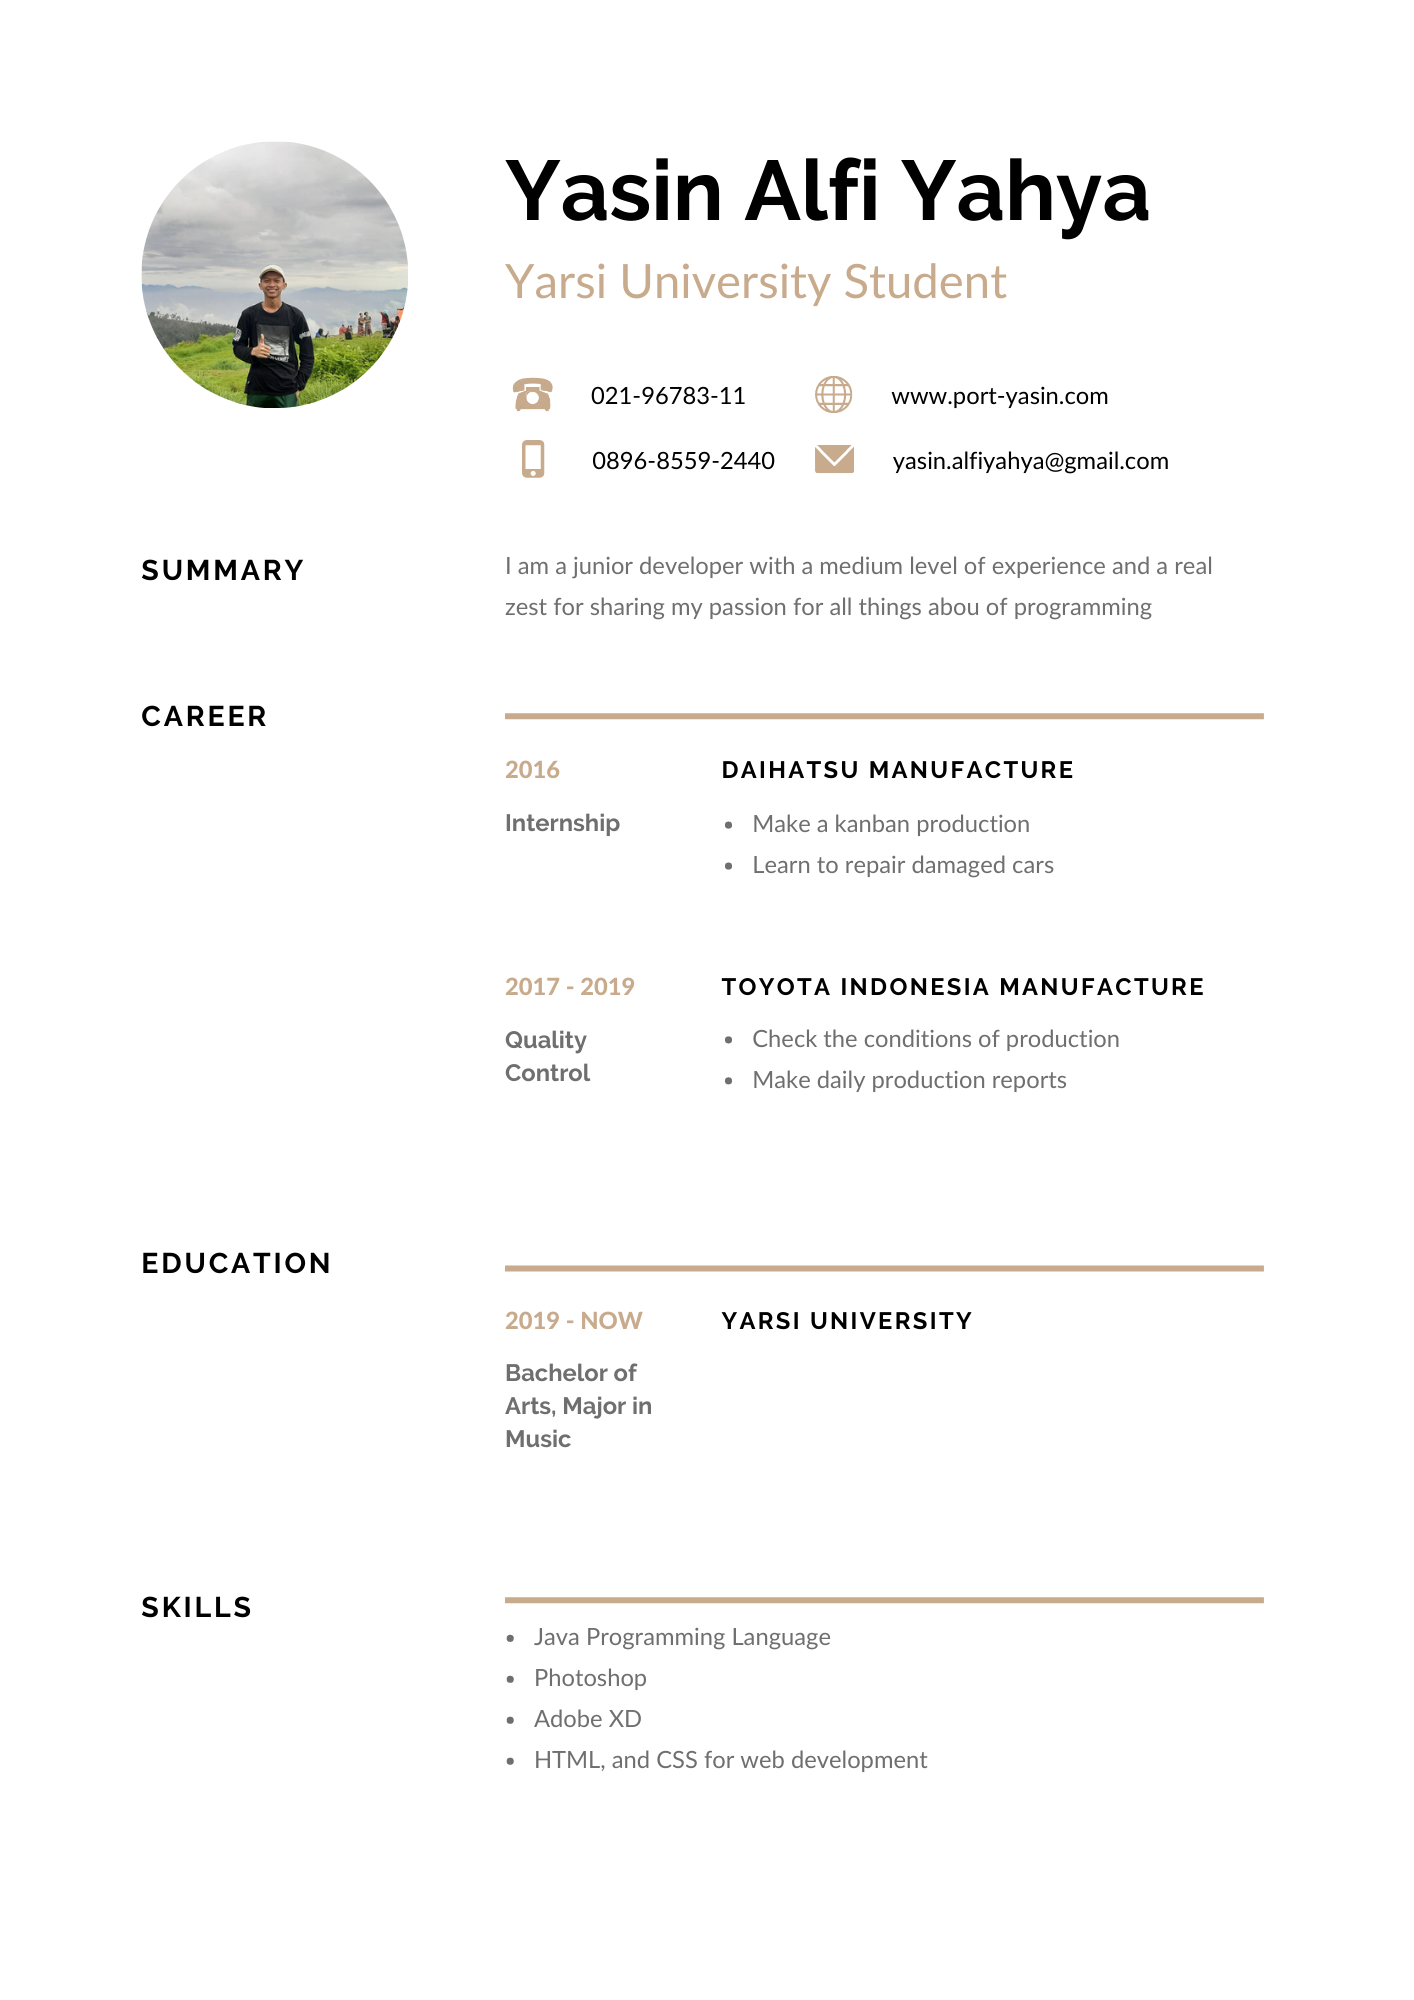 Yasin Alfi Yahya
Yarsi University Student
021-96783-11
www.port-yasin.com
0896-8559-2440
yasin.alfiyahya@gmail.com
SUMMARY
I am a junior developer with a medium level of experience and a real
zest for sharing my passion for all things abou of programming
CAREER
2016
DAIHATSU MANUFACTURE
Internship
• Make a kanban production
• Learn to repair damaged cars
2017 - 2019
TOYOTA INDONESIA MANUFACTURE
Quality
Control
• Check the conditions of production
• Make daily production reports
EDUCATION
2019 - NOW
YARSI UNIVERSITY
Bachelor of
Arts, Major in
Music
SKILLS
• Java Programming Language
• Photoshop
• Adobe XD
• HTML, and CSS for web development